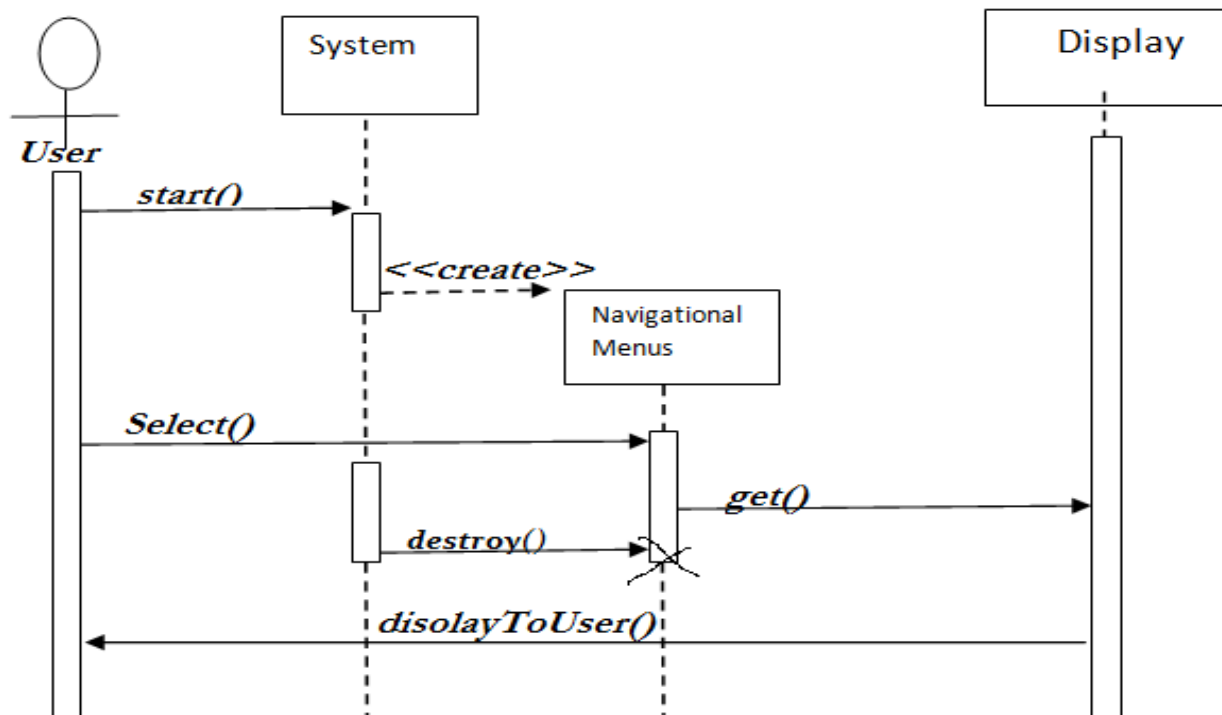 System
Display
User
start()
<<create>>
Navigational
Menus
Select()
get()
destroy()
disolayToUser()